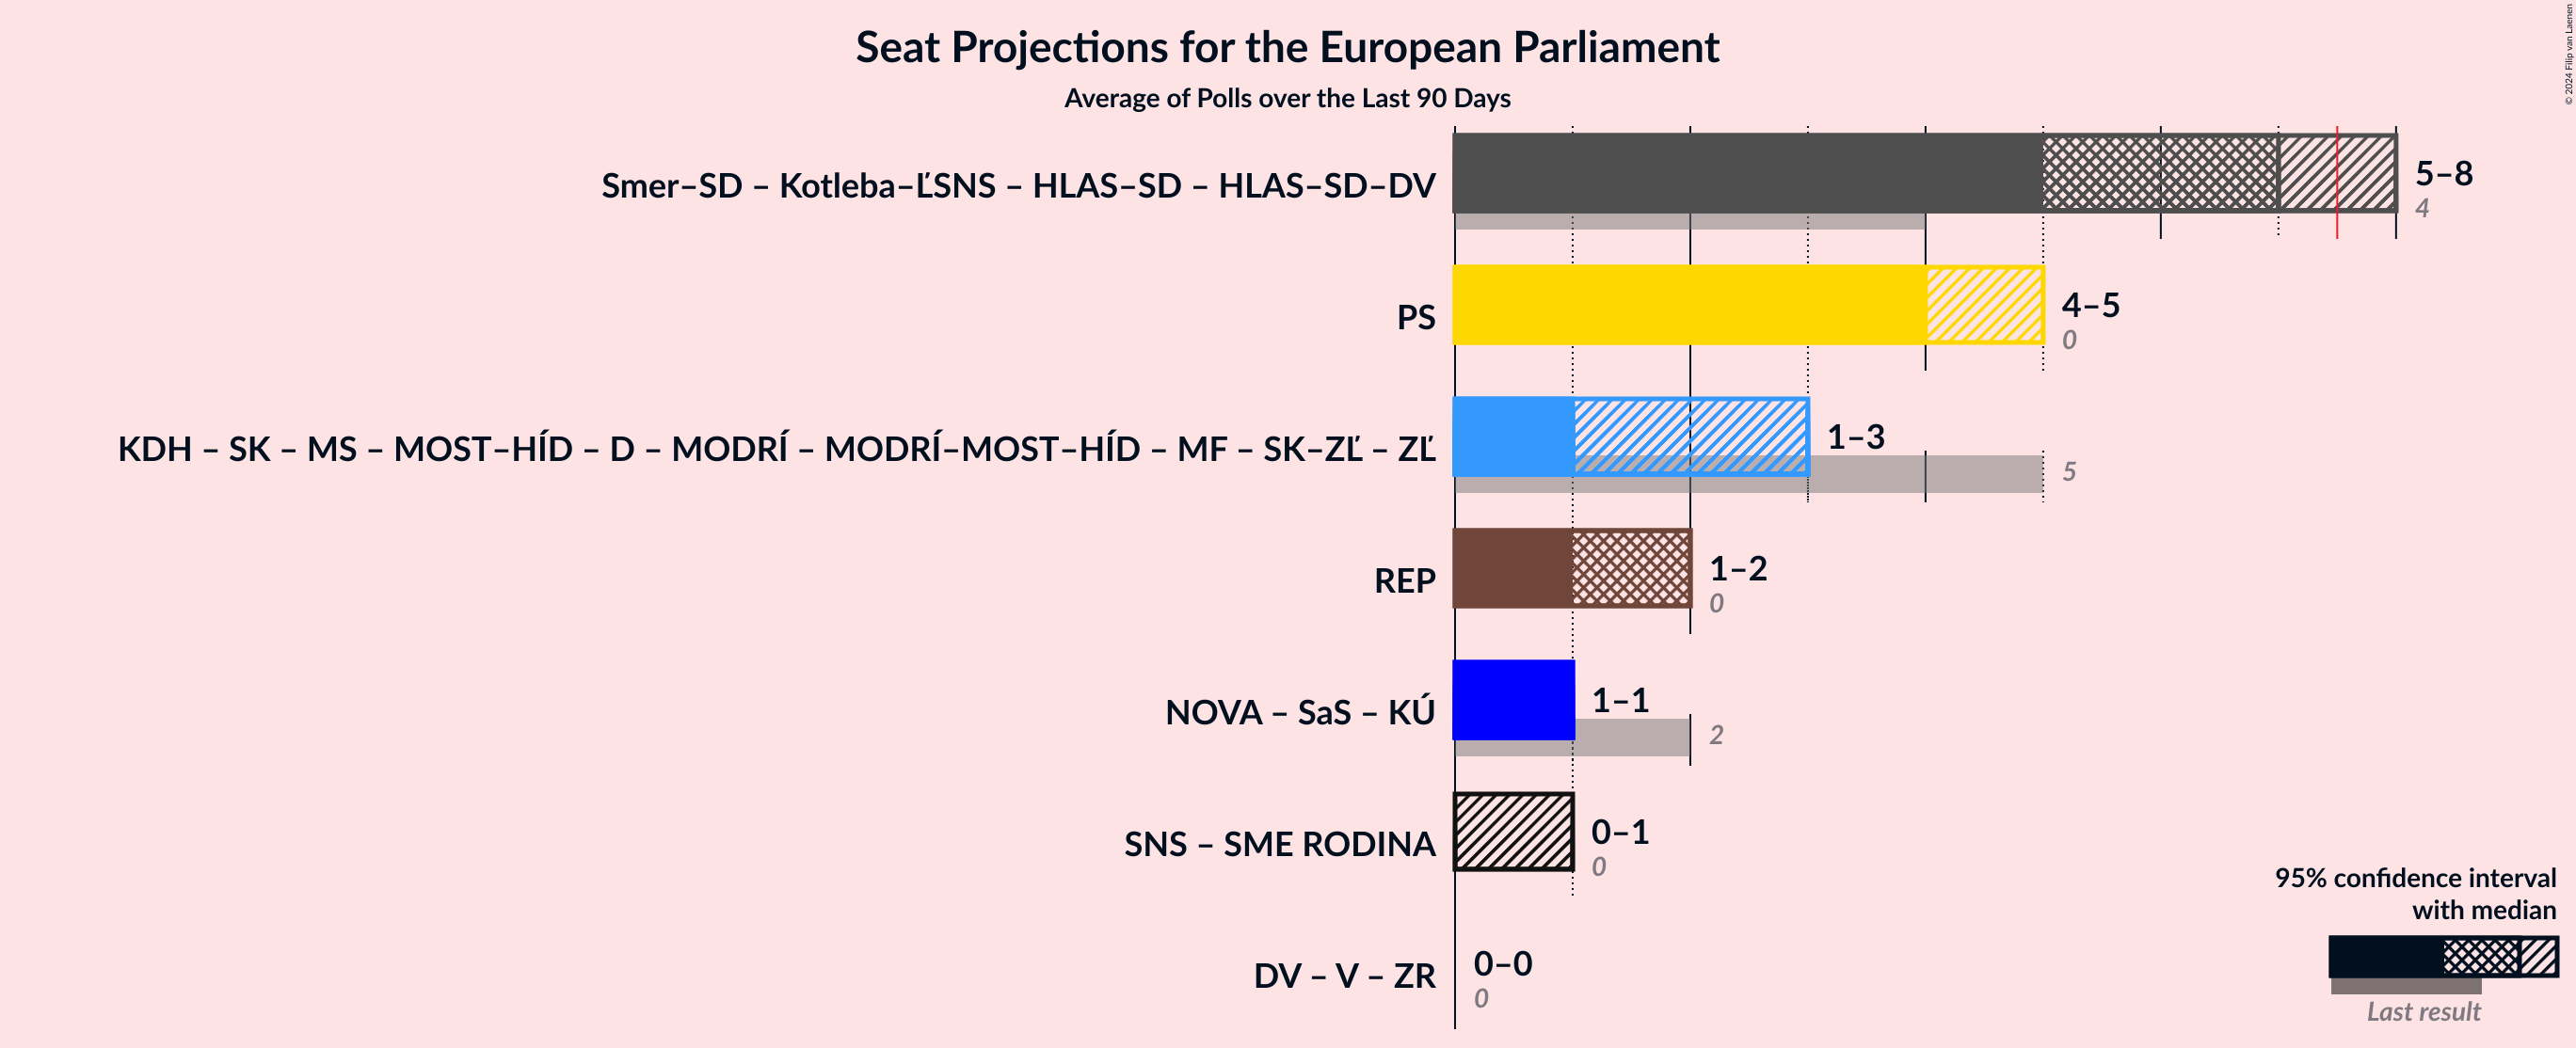 Seat Projections for the European Parliament
Average of Polls over the Last 90 Days
© 2024 Filip van Laenen
Smer–SD – Kotleba–ĽSNS – HLAS–SD – HLAS–SD–DV
5–8
4
PS
4–5
0
KDH – SK – MS – MOST–HÍD – D – MODRÍ – MODRÍ–MOST–HÍD – MF – SK–ZĽ – ZĽ
1–3
5
REP
1–2
0
NOVA – SaS – KÚ
1–1
2
SNS – SME RODINA
0–1
0
DV – V – ZR
0–0
0
95% confidence interval
with median
Last result